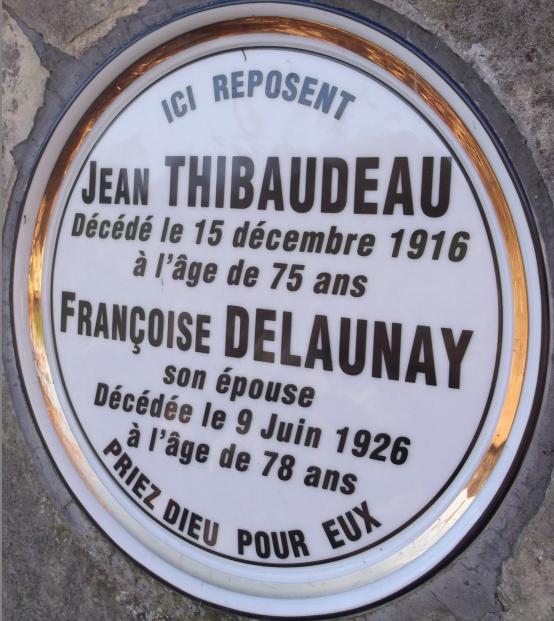 ICI REPOSENT
JEAN THIBAUDEAU
Décédé le 15 décembre 1916
à l'âge de 75 ans
FRANÇOISE DELAUNAY
son épouse
Décédée le 9 Juin 1926
à l'âge de 78 ans
PRIEZ DIEU POUR EUX